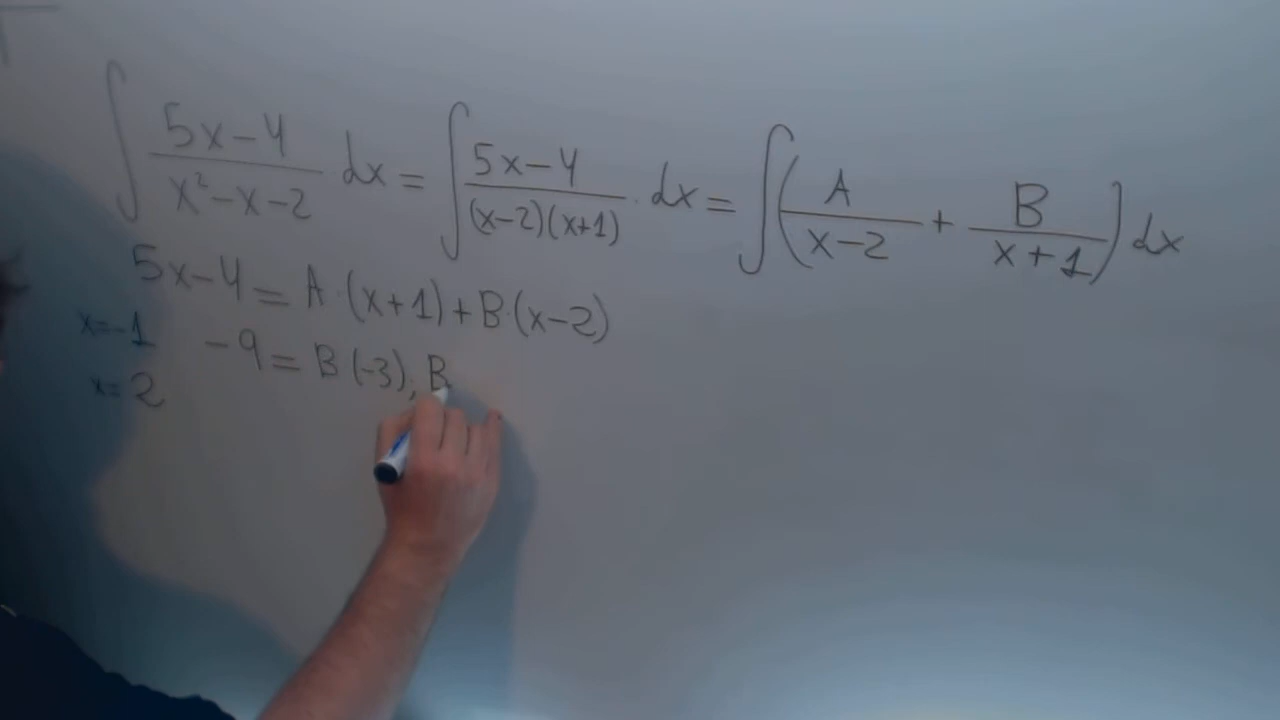 ∫ (5x-4)/(x²-x-2) dx = ∫ (5x-4)/((x-2)(x+1)) · dx = ∫ (A/(x-2) + B/(x+1)) dx
5x-4 = A·(x+1) + B·(x-2)
x=-1 -9 = B(-3), B
x=2